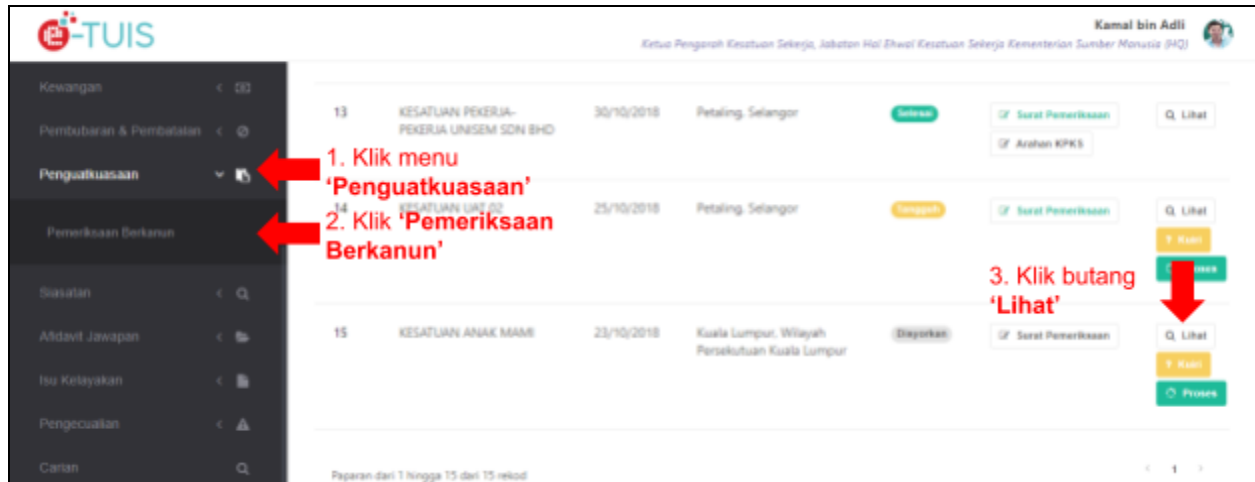 e-TUIS
Kamal bin Adli
Ketua Pengarah Kesatuan Sekerja, Jabatan Hal Ehwal Kesatuan Sekerja Kementerian Sumber Manusia (HQ)
Kewangan
Pembubaran & Pembatalan
Penguatkuasaan
Pemeriksaan Berkanun
Siasatan
Afidavit Jawapan
Isu Kelayakan
Pengecualian
Carian
1. Klik menu
'Penguatkuasaan'
2. Klik 'Pemeriksaan
Berkanun'
3. Klik butang
'Lihat'
13 KESATUAN PEKERJA- 30/10/2018 Petaling, Selangor Selesai Surat Pemeriksaan Lihat
PEKERJA UNISEM SDN BHD Arahan KPKS
14 KESATUAN UAT 02 25/10/2018 Petaling, Selangor Tangguh Surat Pemeriksaan Lihat
Kuiri
15 KESATUAN ANAK MAMI 23/10/2018 Kuala Lumpur, Wilayah Disyorkan Surat Pemeriksaan Lihat
Persekutuan Kuala Lumpur
Kuiri
Proses
Paparan dari 1 hingga 15 dari 15 rekod 1